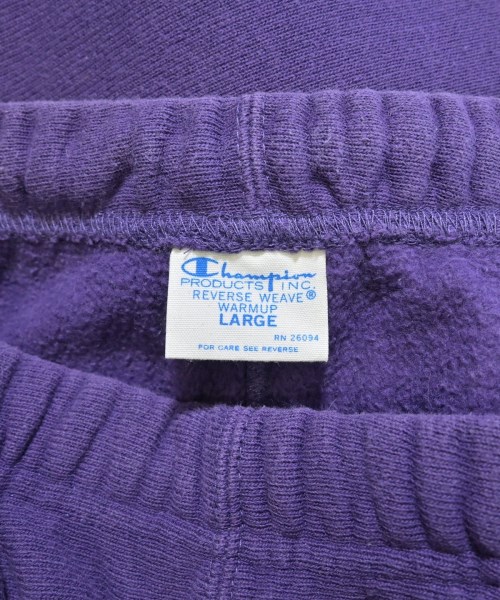 Champion
PRODUCTS INC.
REVERSE WEAVE®
WARMUP
LARGE
RN 26094
FOR CARE SEE REVERSE